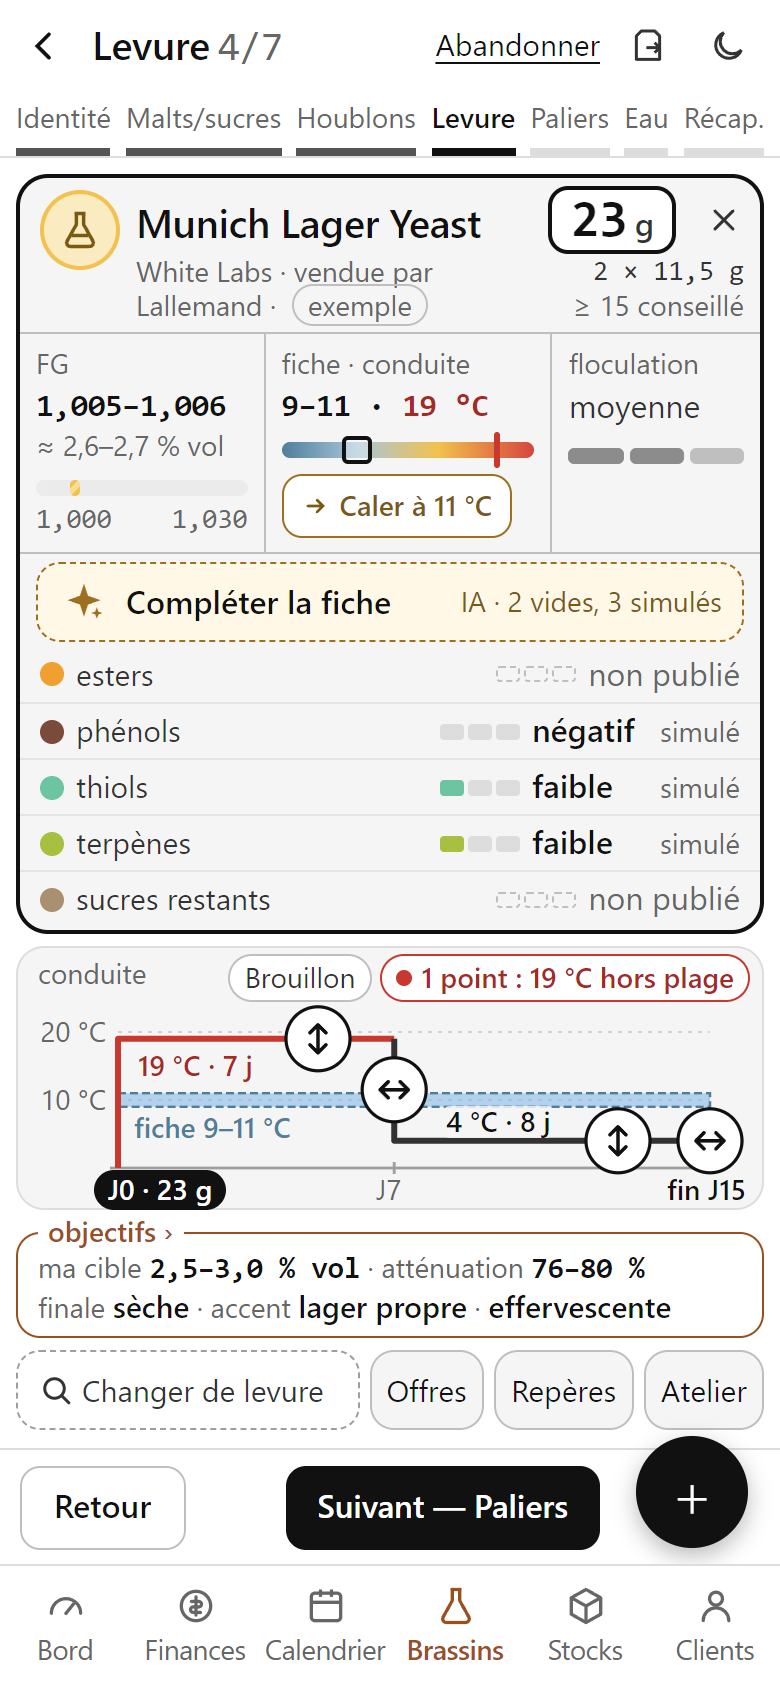 Levure 4/7
Abandonner
Identité Malts/sucres Houblons Levure Paliers Eau Récap.
Munich Lager Yeast
23 g
White Labs · vendue par
Lallemand · exemple
2 × 11,5 g
≥ 15 conseillé
FG
1,005–1,006
≈ 2,6–2,7 % vol
1,000 1,030
fiche · conduite
9–11 · 19 °C
→ Caler à 11 °C
floculation
moyenne
Compléter la fiche IA · 2 vides, 3 simulés
esters non publié
phénols négatif simulé
thiols faible simulé
terpènes faible simulé
sucres restants non publié
conduite Brouillon 1 point : 19 °C hors plage
20 °C
19 °C · 7 j
10 °C
fiche 9–11 °C
4 °C · 8 j
J0 · 23 g J7 fin J15
objectifs ›
ma cible 2,5–3,0 % vol · atténuation 76–80 %
finale sèche · accent lager propre · effervescente
Changer de levure Offres Repères Atelier
Retour Suivant — Paliers +
Bord Finances Calendrier Brassins Stocks Clients